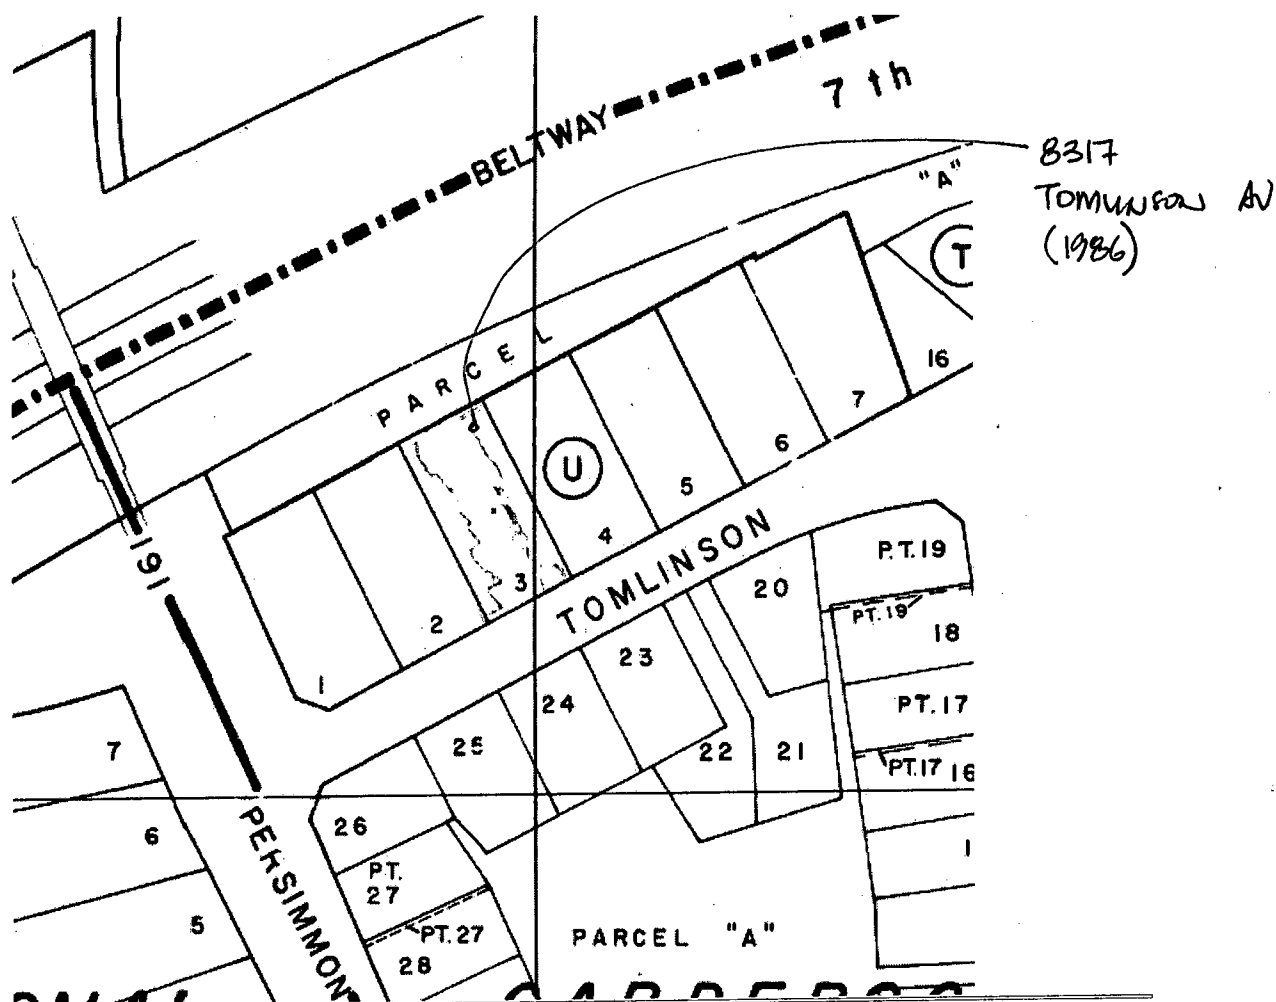 7 th
BELTWAY
8317
TOMLINSON AV
(1986)
"A"
T
PARCEL
16
7
6
U
5
4
3
2
1
191
TOMLINSON
P.T.19
20
PT.19
18
23
24
PT.17
25
22
21
7
PT.17
16
26
6
PERSIMMON
PT.
27
5
PT.27
28
PARCEL "A"